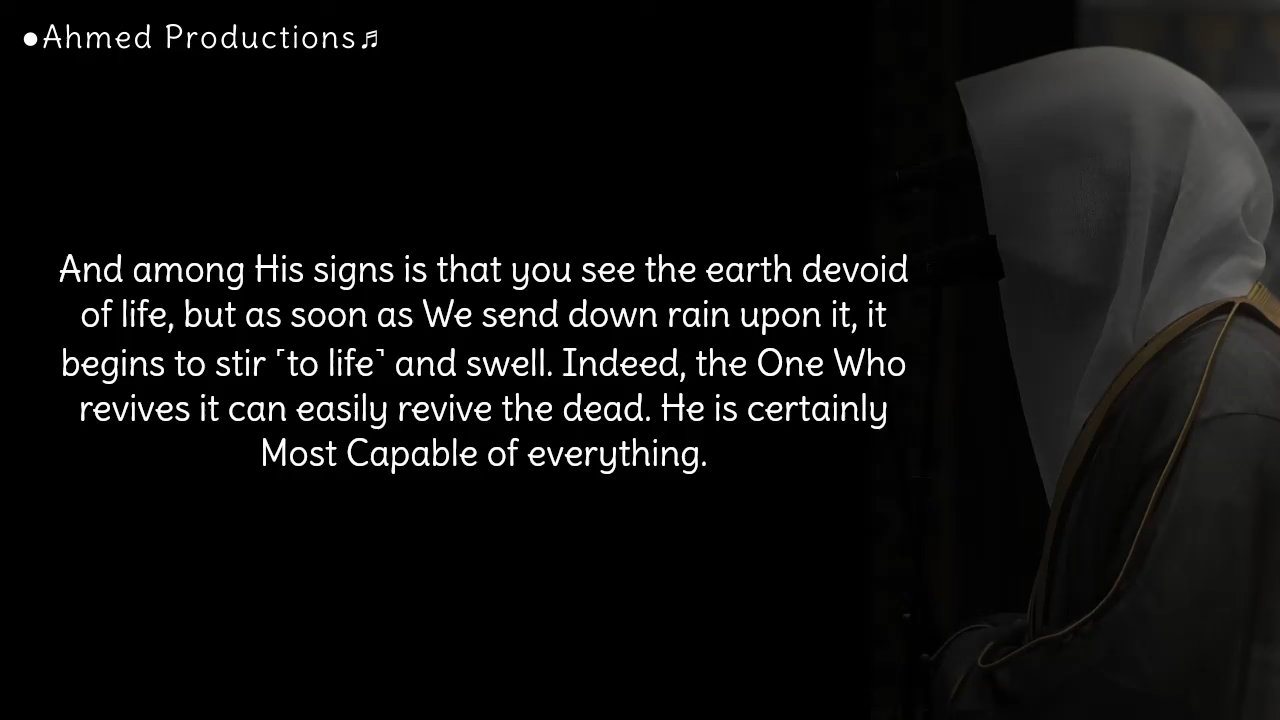 ●Ahmed Productions♬
And among His signs is that you see the earth devoid
of life, but as soon as We send down rain upon it, it
begins to stir ˹to life˺ and swell. Indeed, the One Who
revives it can easily revive the dead. He is certainly
Most Capable of everything.